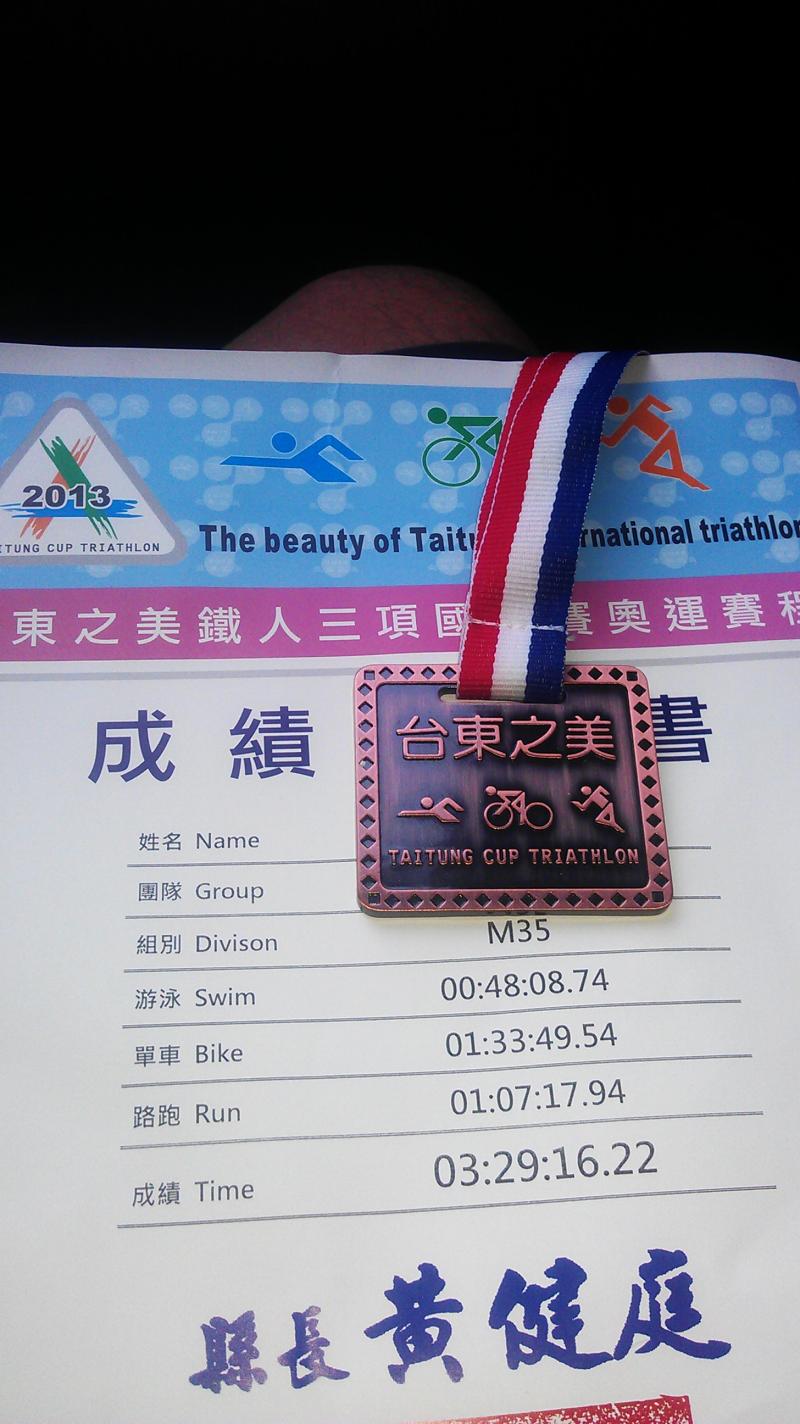 2013
TAITUNG CUP TRIATHLON
The beauty of Taitung International triathlon
東之美鐵人三項國 賽奧運賽程
成績 書
台東之美
TAITUNG CUP TRIATHLON
姓名 Name
團隊 Group
組別 Divison M35
游泳 Swim 00:48:08.74
單車 Bike 01:33:49.54
路跑 Run 01:07:17.94
成績 Time 03:29:16.22
縣長 黃健庭